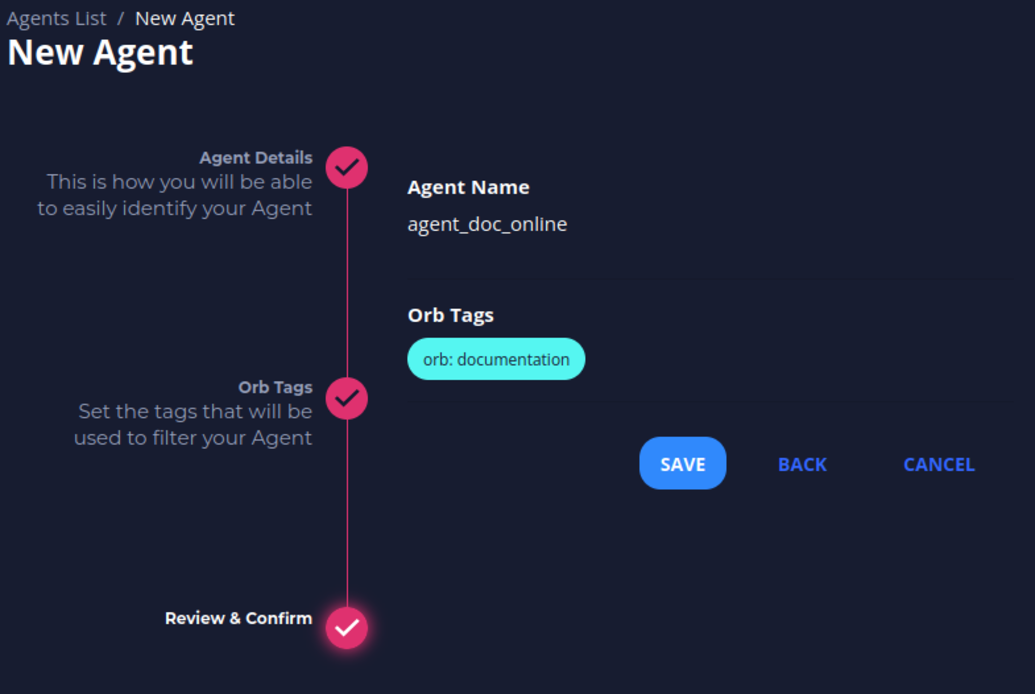 Agents List / New Agent
New Agent
Agent Details
This is how you will be able
to easily identify your Agent
Agent Name
agent_doc_online
Orb Tags
orb: documentation
Orb Tags
Set the tags that will be
used to filter your Agent
SAVE BACK CANCEL
Review & Confirm